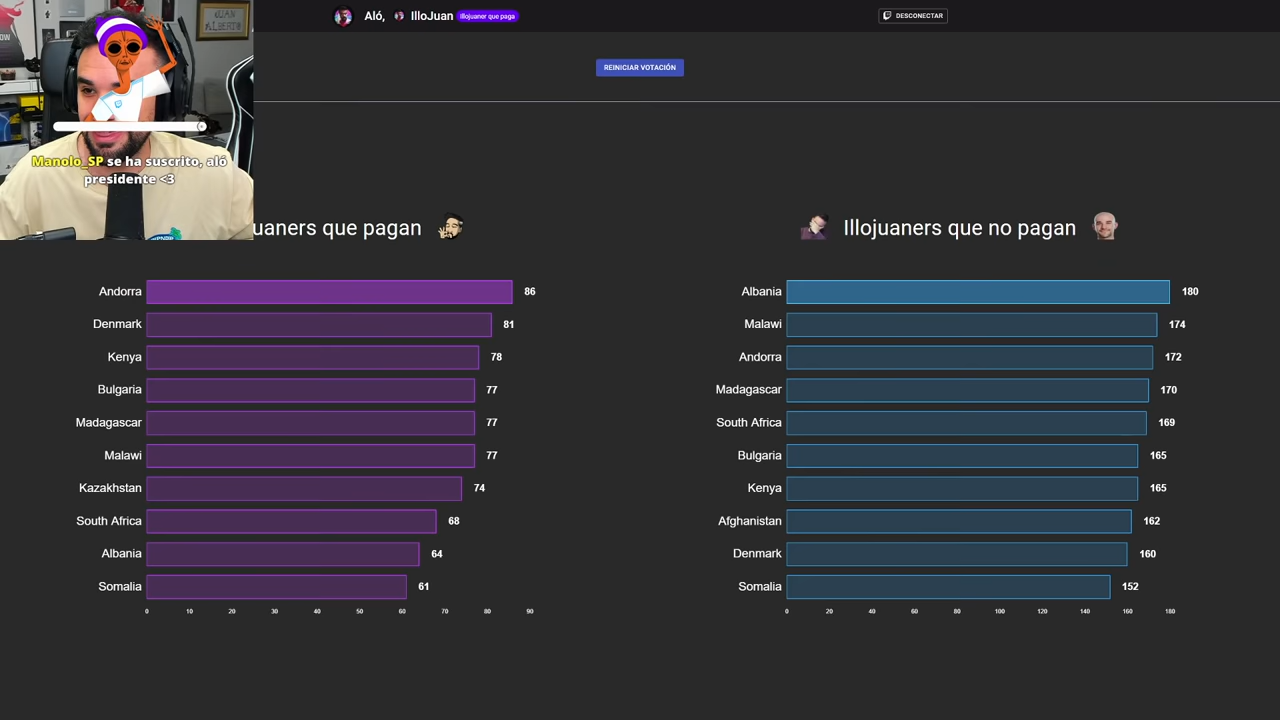 JUAN
ALBERTO
Aló, IlloJuan illojuaner que paga
DESCONECTAR
REINICIAR VOTACIÓN
Manolo_SP se ha suscrito, aló
presidente <3
uaners que pagan
Andorra 86
Denmark 81
Kenya 78
Bulgaria 77
Madagascar 77
Malawi 77
Kazakhstan 74
South Africa 68
Albania 64
Somalia 61
0 10 20 30 40 50 60 70 80 90
Illojuaners que no pagan
Albania 180
Malawi 174
Andorra 172
Madagascar 170
South Africa 169
Bulgaria 165
Kenya 165
Afghanistan 162
Denmark 160
Somalia 152
0 20 40 60 80 100 120 140 160 180